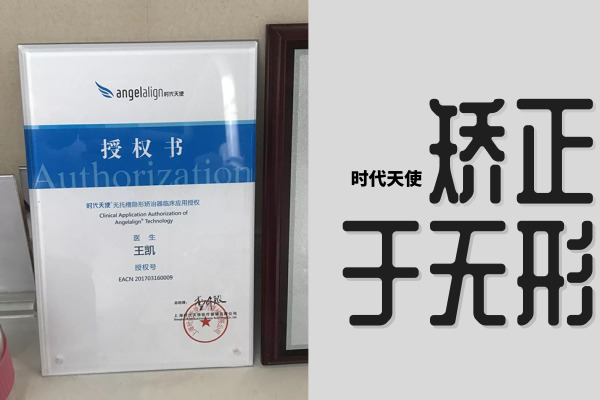 angelalign 时代天使
授权书
Authorization
时代天使®无托槽隐形矫治器临床应用授权
Clinical Application Authorization of
Angelalign® Technology
医 生
王凯
授权号
EACN 201703160009
时代天使
矫正
于无形